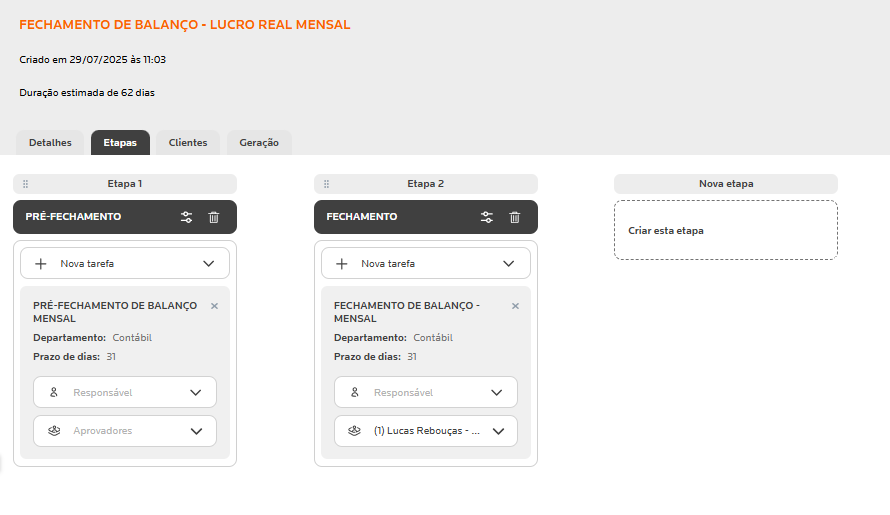 FECHAMENTO DE BALANÇO - LUCRO REAL MENSAL
Criado em 29/07/2025 às 11:03
Duração estimada de 62 dias
Detalhes
Etapas
Clientes
Geração
Etapa 1
PRÉ-FECHAMENTO
Nova tarefa
PRÉ-FECHAMENTO DE BALANÇO
MENSAL
Departamento: Contábil
Prazo de dias: 31
Responsável
Aprovadores
Etapa 2
FECHAMENTO
Nova tarefa
FECHAMENTO DE BALANÇO -
MENSAL
Departamento: Contábil
Prazo de dias: 31
Responsável
(1) Lucas Rebouças - ...
Nova etapa
Criar esta etapa